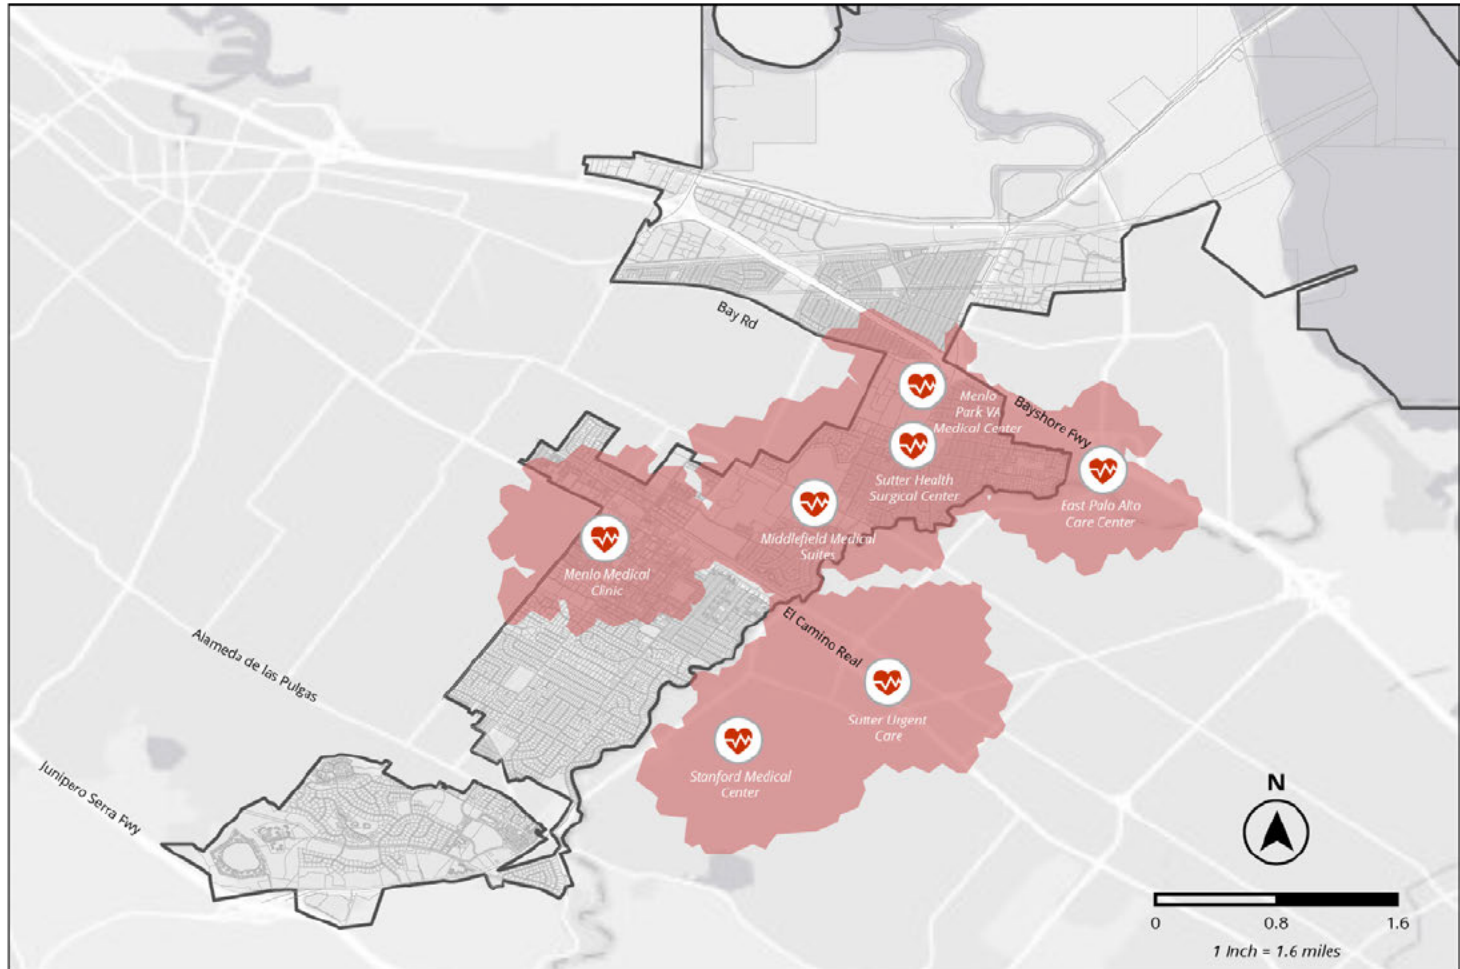 Bay Rd
Menlo
Park VA
Medical Center
Bayshore Fwy
Sutter Health
Surgical Center
East Palo Alto
Care Center
Middlefield Medical
Suites
Menlo Medical
Clinic
El Camino Real
Alameda de las Pulgas
Sutter Urgent
Care
Stanford Medical
Center
Junipero Serra Fwy
N
0
0.8
1.6
1 Inch = 1.6 miles